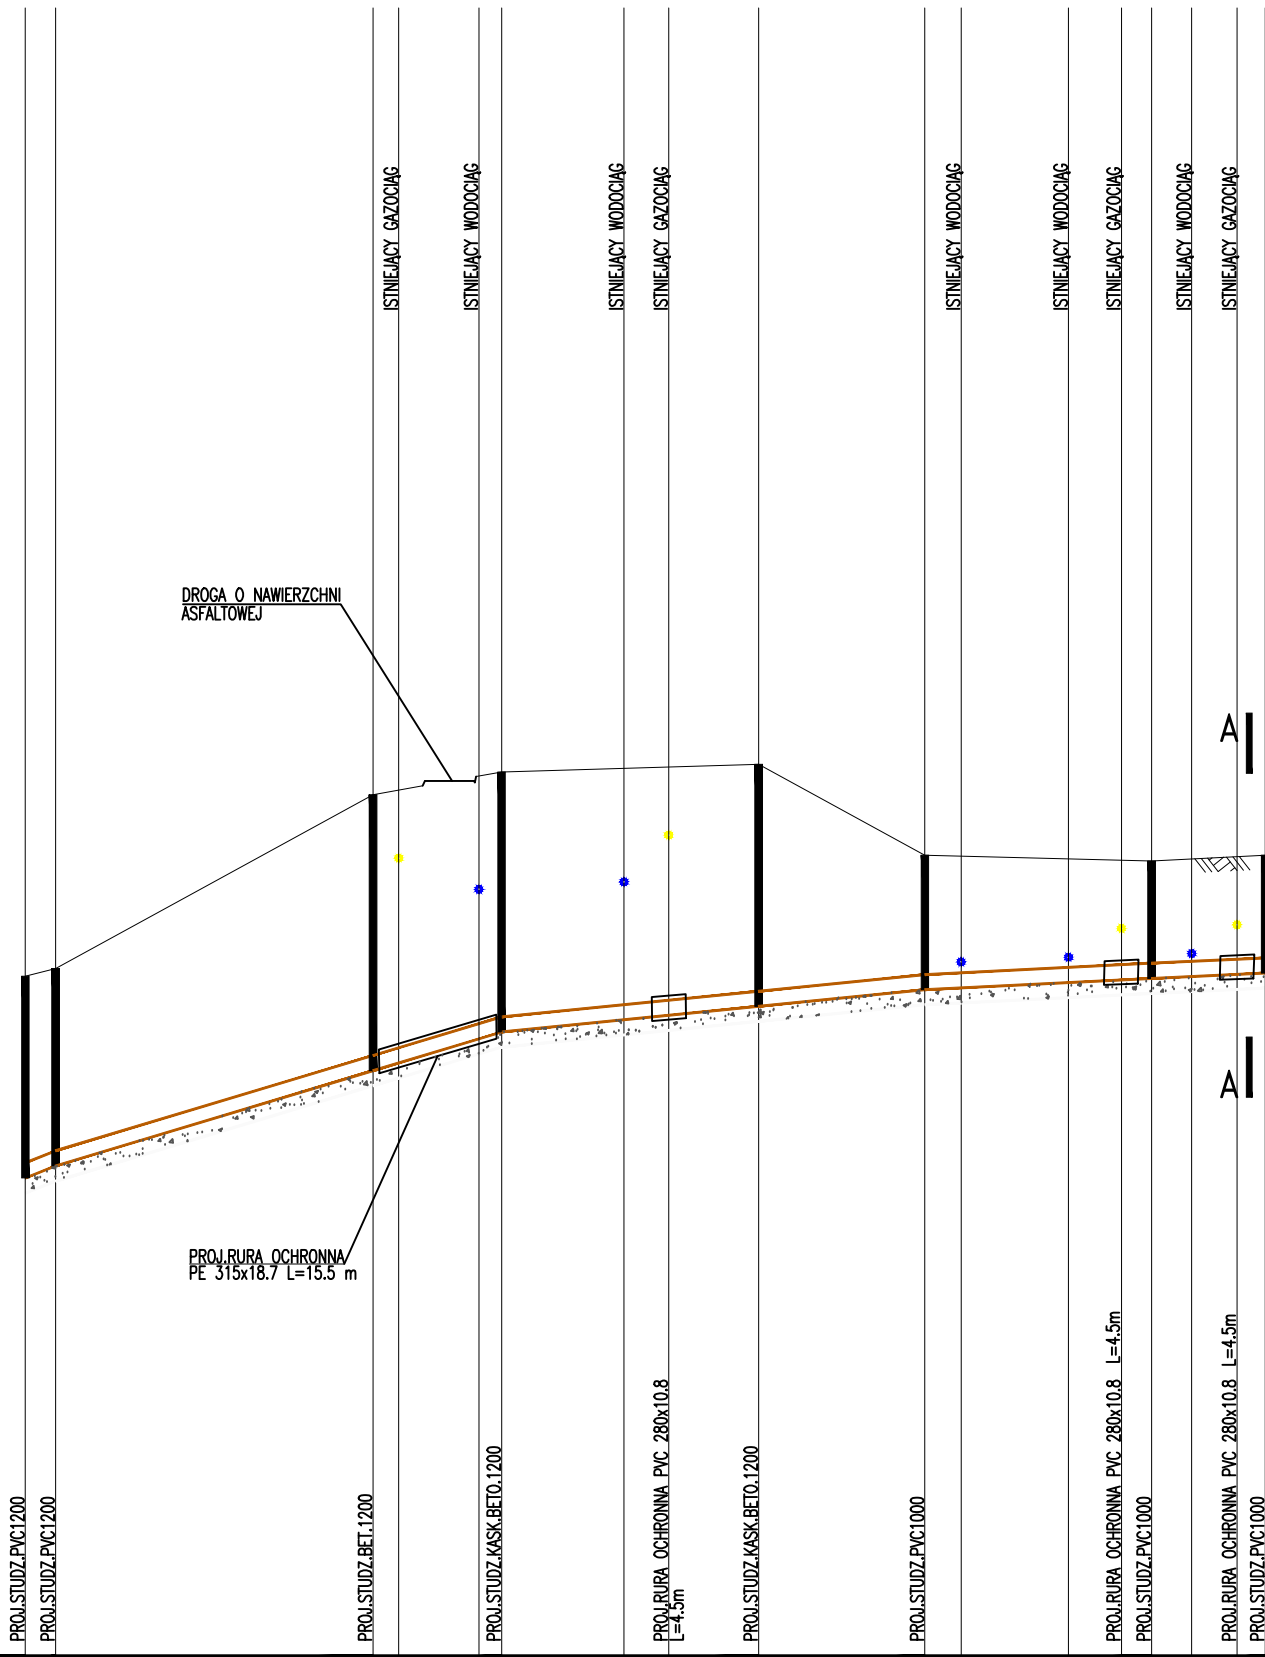 ISTNIEJĄCY GAZOCIĄG
ISTNIEJĄCY WODOCIĄG
ISTNIEJĄCY WODOCIĄG
ISTNIEJĄCY GAZOCIĄG
ISTNIEJĄCY WODOCIĄG
ISTNIEJĄCY WODOCIĄG
ISTNIEJĄCY GAZOCIĄG
ISTNIEJĄCY WODOCIĄG
ISTNIEJĄCY GAZOCIĄG
DROGA O NAWIERZCHNI
ASFALTOWEJ
A
A
PROJ.RURA OCHRONNA
PE 315x18.7 L=15.5 m
PROJ.STUDZ.PVC1200
PROJ.STUDZ.PVC1200
PROJ.STUDZ.BET.1200
PROJ.STUDZ.KASK.BETO.1200
PROJ.RURA OCHRONNA PVC 280x10.8
L=4.5m
PROJ.STUDZ.KASK.BETO.1200
PROJ.STUDZ.PVC1000
PROJ.RURA OCHRONNA PVC 280x10.8 L=4.5m
PROJ.STUDZ.PVC1000
PROJ.RURA OCHRONNA PVC 280x10.8 L=4.5m
PROJ.STUDZ.PVC1000